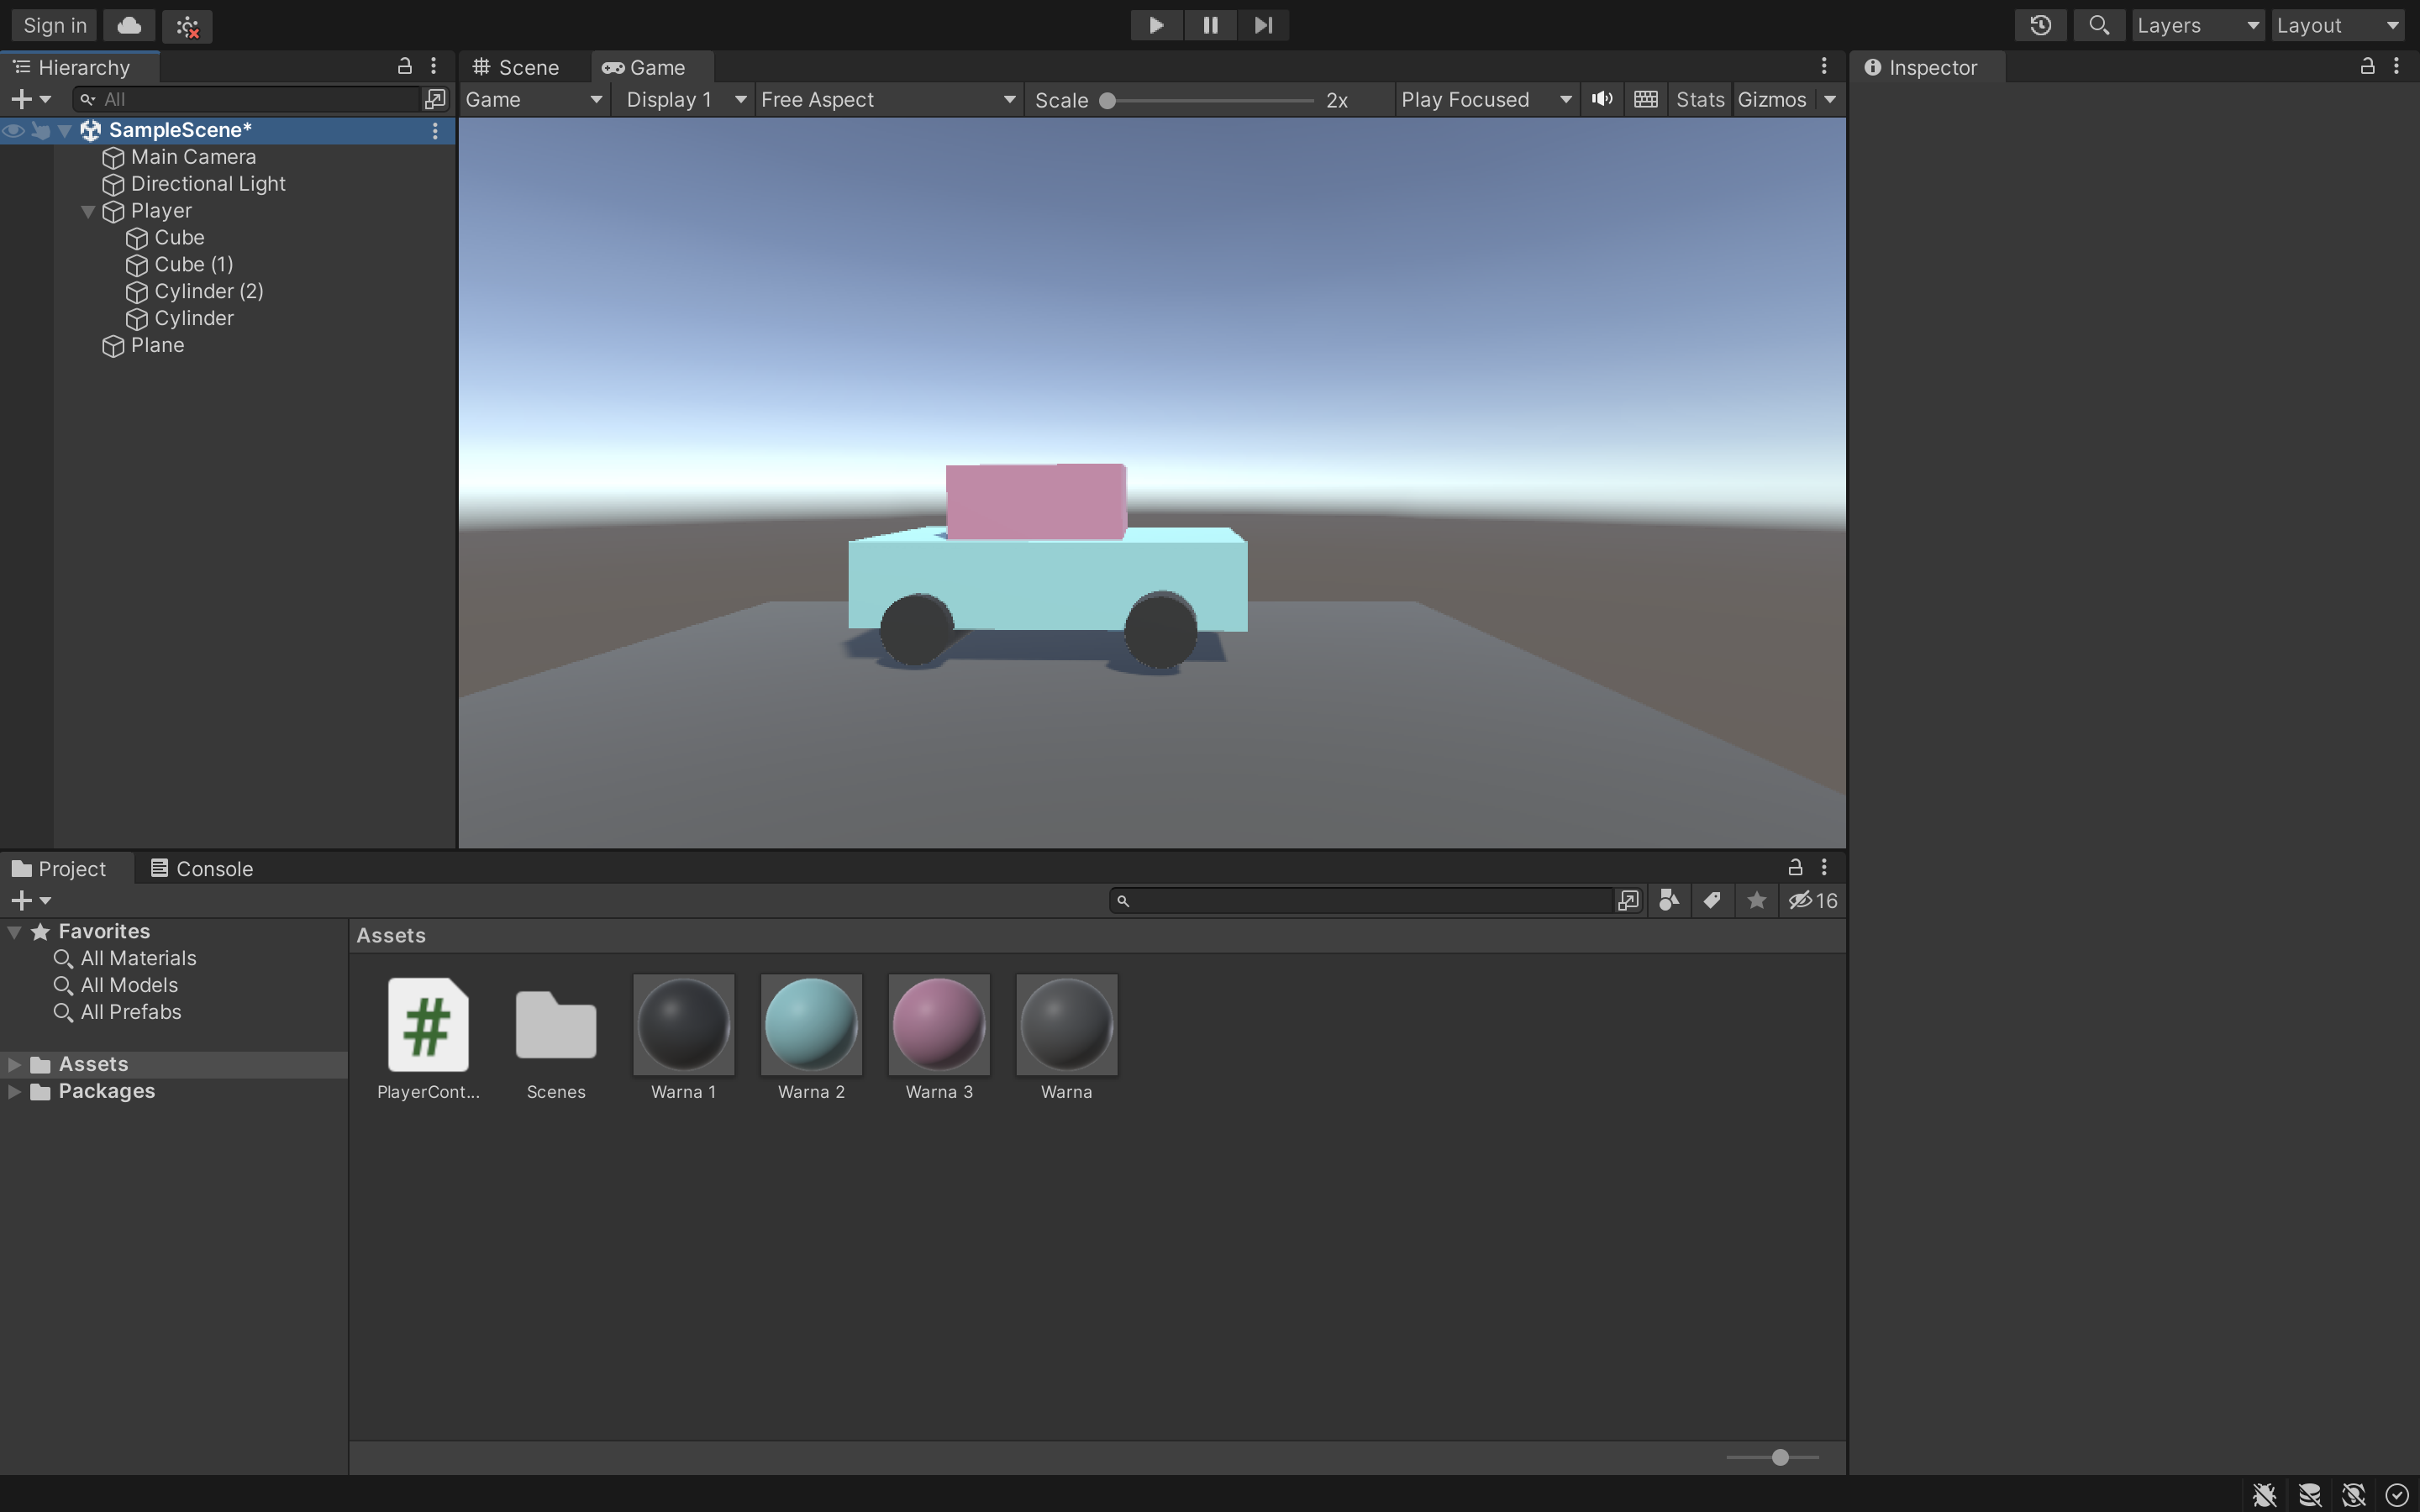 Sign in
Layers
Layout
Hierarchy
Scene
Game
Inspector
All
Game
Display 1
Free Aspect
Scale
2x
Play Focused
Stats
Gizmos
SampleScene*
Main Camera
Directional Light
Player
Cube
Cube (1)
Cylinder (2)
Cylinder
Plane
Project
Console
16
Favorites
All Materials
All Models
All Prefabs
Assets
Packages
Assets
#
PlayerCont...
Scenes
Warna 1
Warna 2
Warna 3
Warna